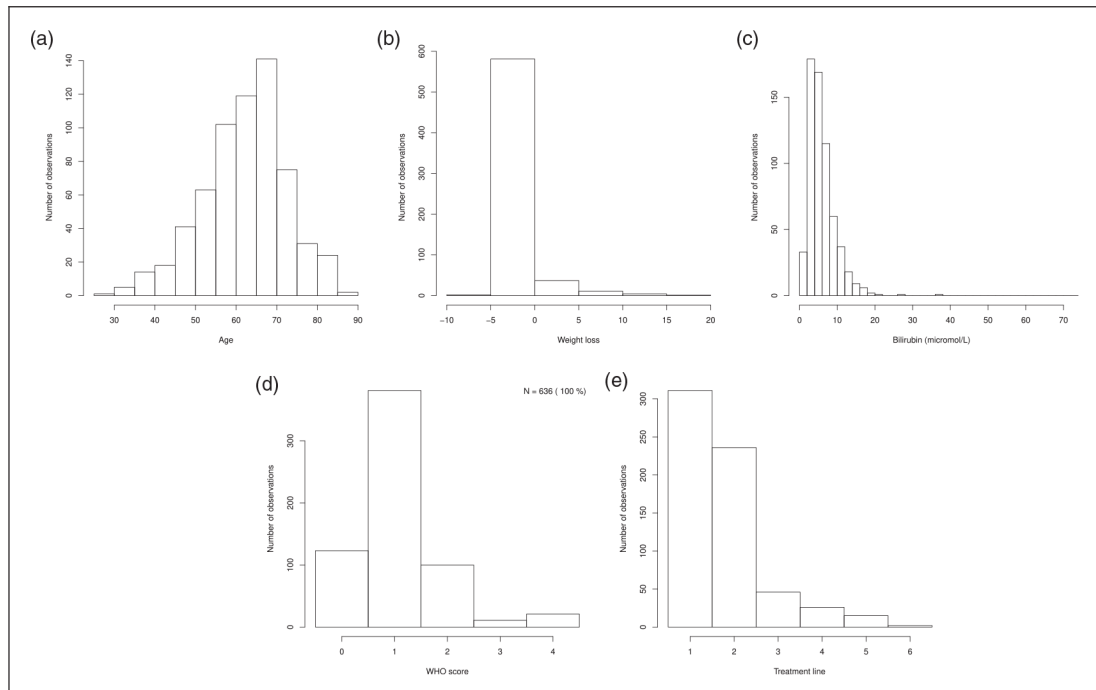 (a)
Number of observations
0 20 40 60 80 100 120 140
30 40 50 60 70 80 90
Age
(b)
Number of observations
0 100 200 300 400 500 600
−10 −5 0 5 10 15 20
Weight loss
(c)
Number of observations
0 50 100 150
0 10 20 30 40 50 60 70
Bilirubin (micromol/L)
(d)
N = 636 ( 100 %)
Number of observations
0 100 200 300
0 1 2 3 4
WHO score
(e)
Number of observations
0 50 100 150 200 250 300
1 2 3 4 5 6
Treatment line